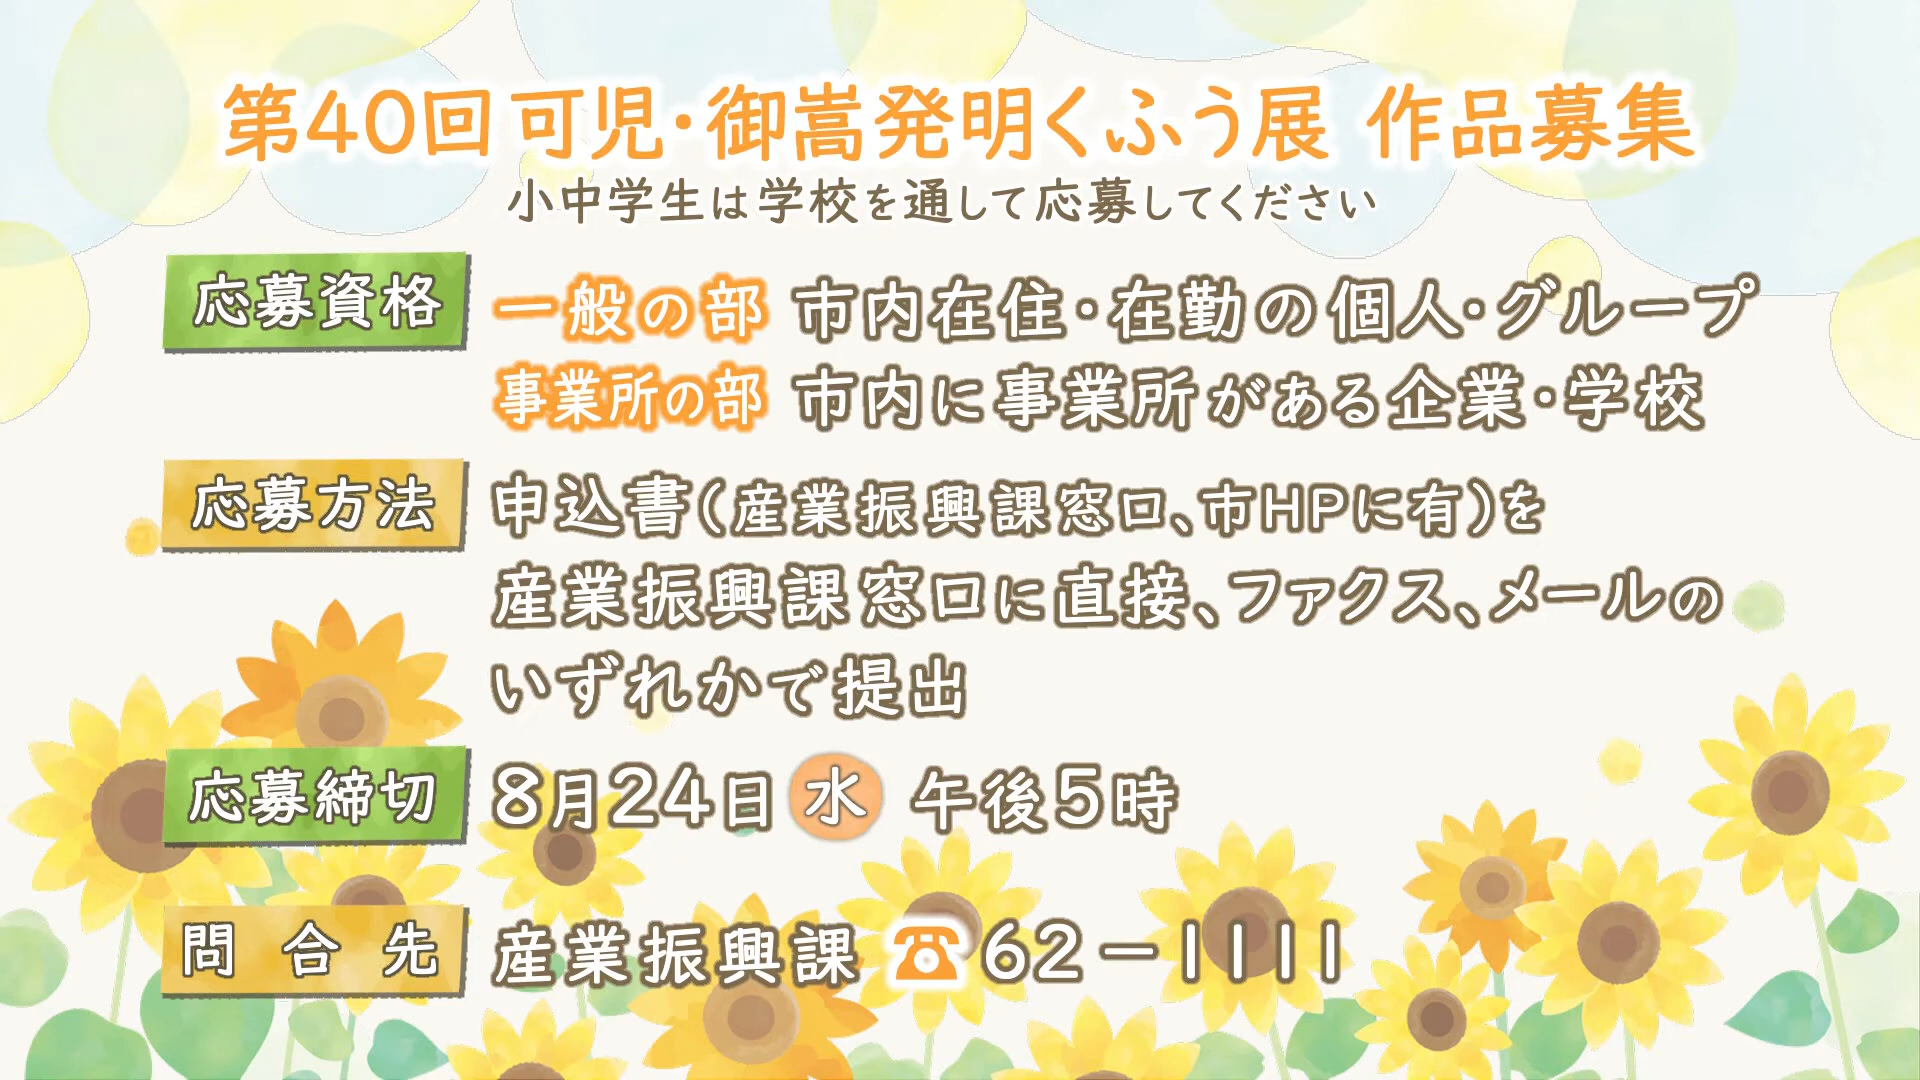 第40回 可児・御嵩発明くふう展 作品募集
小中学生は学校を通して応募してください
応募資格 一般の部 市内在住・在勤の個人・グループ
事業所の部 市内に事業所がある企業・学校
応募方法 申込書(産業振興課窓口、市HPに有)を
産業振興課窓口に直接、ファクス、メールの
いずれかで提出
応募締切 8月24日 水 午後5時
問合先 産業振興課 ☎62-1111